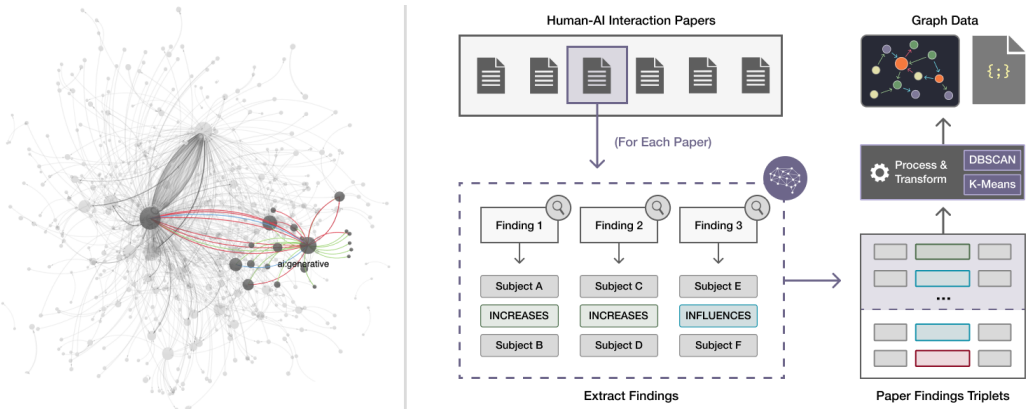 ai:generative
Human-AI Interaction Papers
(For Each Paper)
Finding 1
Finding 2
Finding 3
Subject A
Subject C
Subject E
INCREASES
INCREASES
INFLUENCES
Subject B
Subject D
Subject F
Extract Findings
Graph Data
{;}
Process &
Transform
DBSCAN
K-Means
...
Paper Findings Triplets